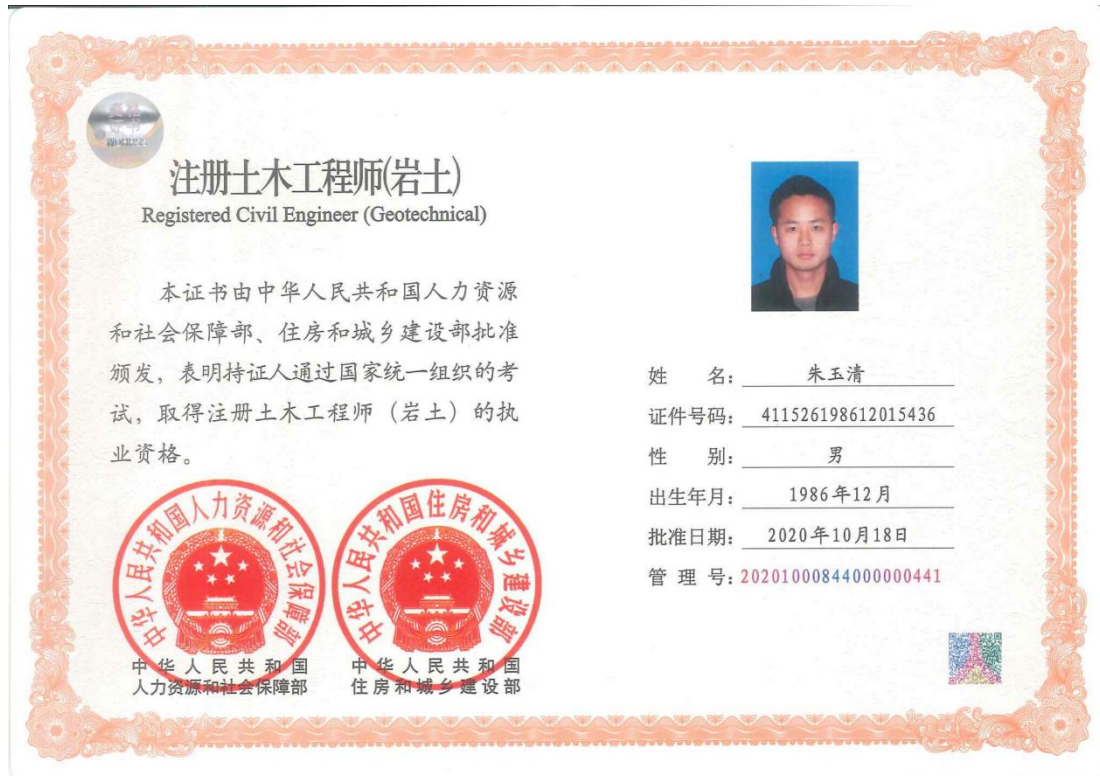 注册土木工程师(岩土)
Registered Civil Engineer (Geotechnical)
本证书由中华人民共和国人力资源
和社会保障部、住房和城乡建设部批准
颁发，表明持证人通过国家统一组织的考
试，取得注册土木工程师（岩土）的执
业资格。
中华人民共和国人力资源和社会保障部
中华人民共和国住房和城乡建设部
中华人民共和国
人力资源和社会保障部
中华人民共和国
住房和城乡建设部
姓 名：朱玉清
证件号码：411526198612015436
性 别：男
出生年月：1986年12月
批准日期：2020年10月18日
管 理 号：20201000844000000441